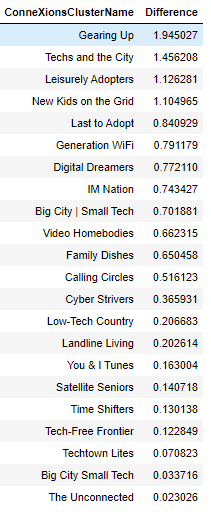 ConneXionsClusterName Difference
Gearing Up 1.945027
Techs and the City 1.456208
Leisurely Adopters 1.126281
New Kids on the Grid 1.104965
Last to Adopt 0.840929
Generation WiFi 0.791179
Digital Dreamers 0.772110
IM Nation 0.743427
Big City | Small Tech 0.701881
Video Homebodies 0.662315
Family Dishes 0.650458
Calling Circles 0.516123
Cyber Strivers 0.365931
Low-Tech Country 0.206683
Landline Living 0.202614
You & I Tunes 0.163004
Satellite Seniors 0.140718
Time Shifters 0.130138
Tech-Free Frontier 0.122849
Techtown Lites 0.070823
Big City Small Tech 0.033716
The Unconnected 0.023026